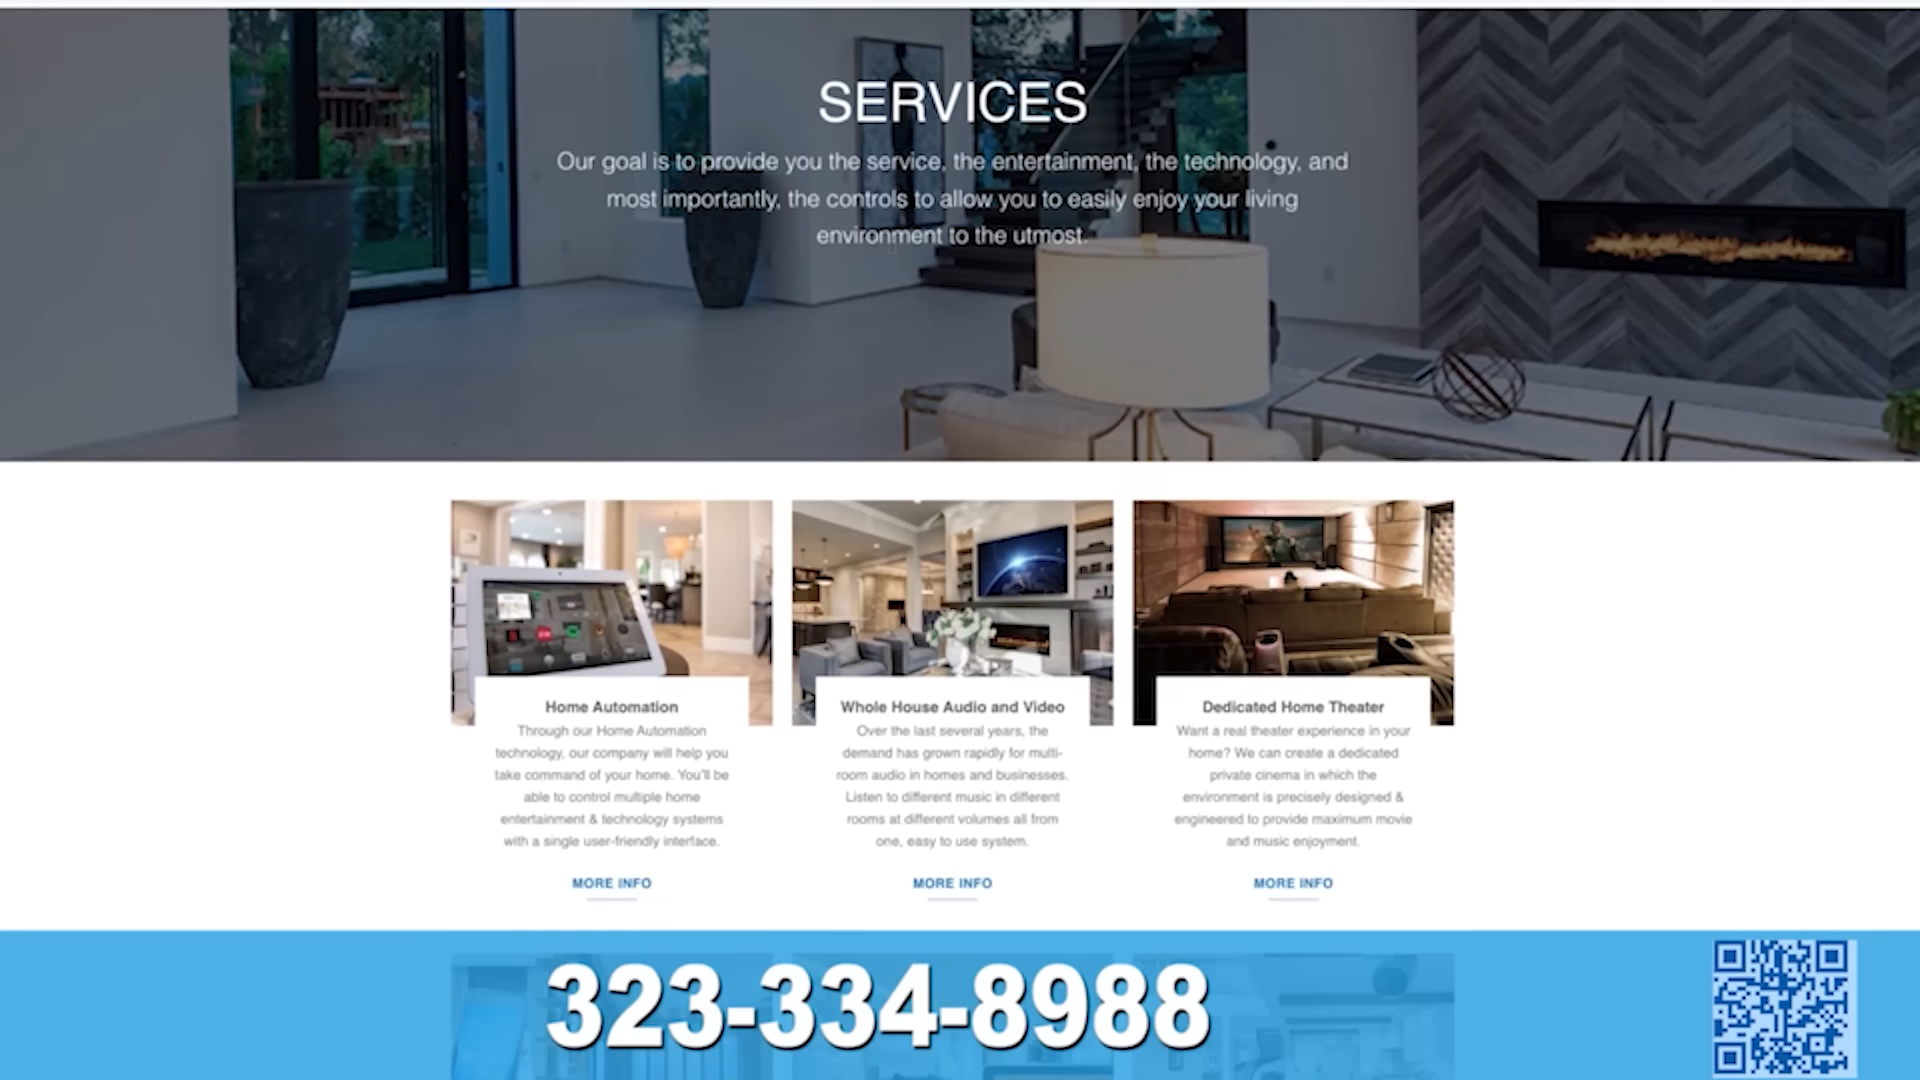 SERVICES
Our goal is to provide you the service, the entertainment, the technology, and
most importantly, the controls to allow you to easily enjoy your living
environment to the utmost.
Home Automation
Through our Home Automation
technology, our company will help you
take command of your home. You'll be
able to control multiple home
entertainment & technology systems
with a single user-friendly interface.
MORE INFO
Whole House Audio and Video
Over the last several years, the
demand has grown rapidly for multi-
room audio in homes and businesses.
Listen to different music in different
rooms at different volumes all from
one, easy to use system.
MORE INFO
Dedicated Home Theater
Want a real theater experience in your
home? We can create a dedicated
private cinema in which the
environment is precisely designed &
engineered to provide maximum movie
and music enjoyment.
MORE INFO
323-334-8988